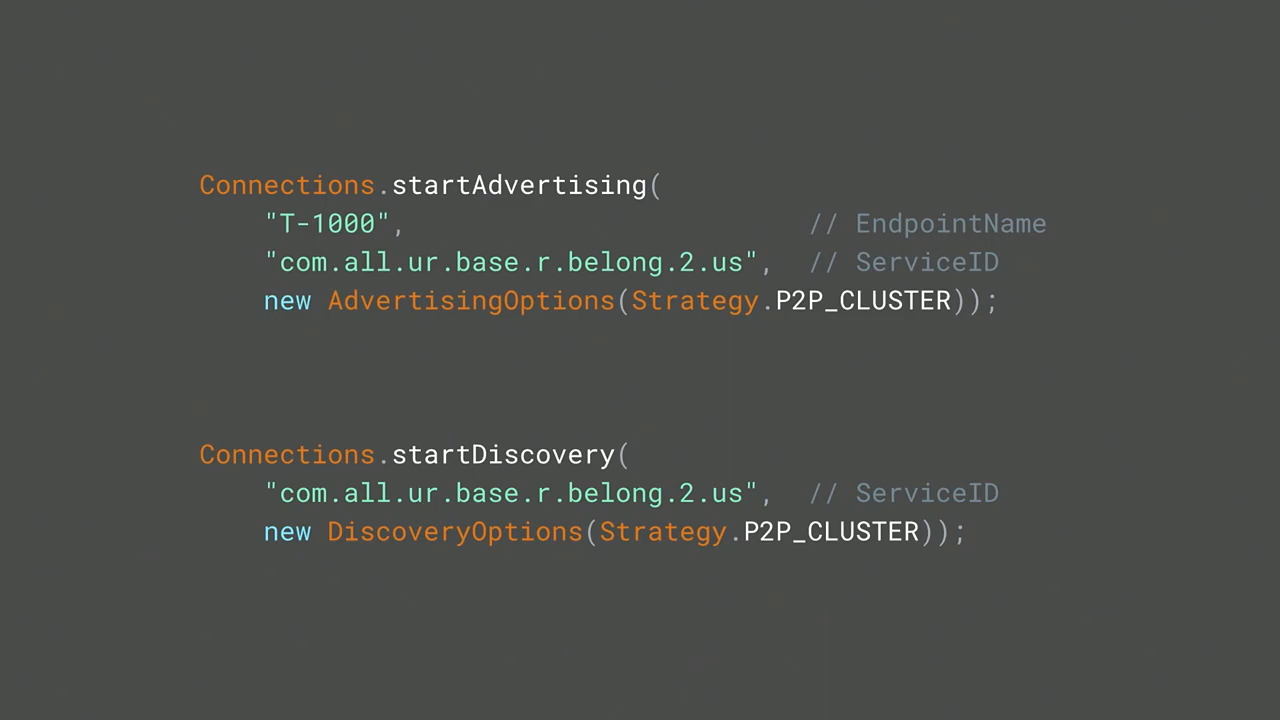 Connections.startAdvertising(
"T-1000", // EndpointName
"com.all.ur.base.r.belong.2.us", // ServiceID
new AdvertisingOptions(Strategy.P2P_CLUSTER));
Connections.startDiscovery(
"com.all.ur.base.r.belong.2.us", // ServiceID
new DiscoveryOptions(Strategy.P2P_CLUSTER));